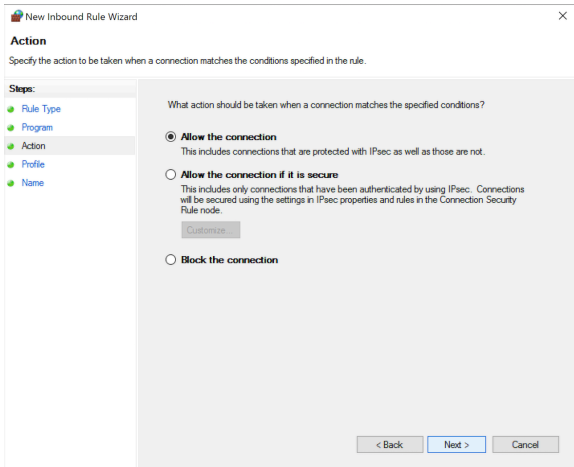 New Inbound Rule Wizard
Action
Specify the action to be taken when a connection matches the conditions specified in the rule.
Steps:
Rule Type
Program
Action
Profile
Name
What action should be taken when a connection matches the specified conditions?
Allow the connection
This includes connections that are protected with IPsec as well as those are not.
Allow the connection if it is secure
This includes only connections that have been authenticated by using IPsec. Connections
will be secured using the settings in IPsec properties and rules in the Connection Security
Rule node.
Customize...
Block the connection
< Back
Next >
Cancel